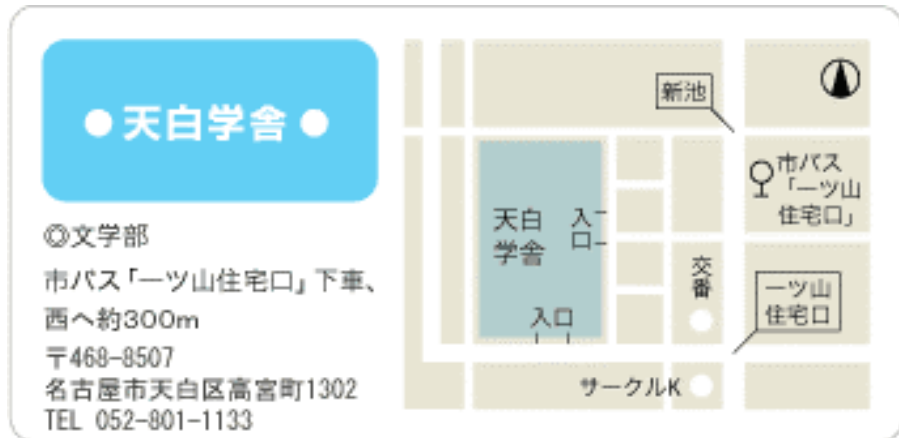 ● 天白学舎 ●
◎文学部
市バス「一ツ山住宅口」下車、
西へ約300m
〒468-8507
名古屋市天白区高宮町1302
TEL 052-801-1133
新池
市バス
「一ツ山
住宅口」
天白
学舎
入口
入口
交番
一ツ山
住宅口
サークルK